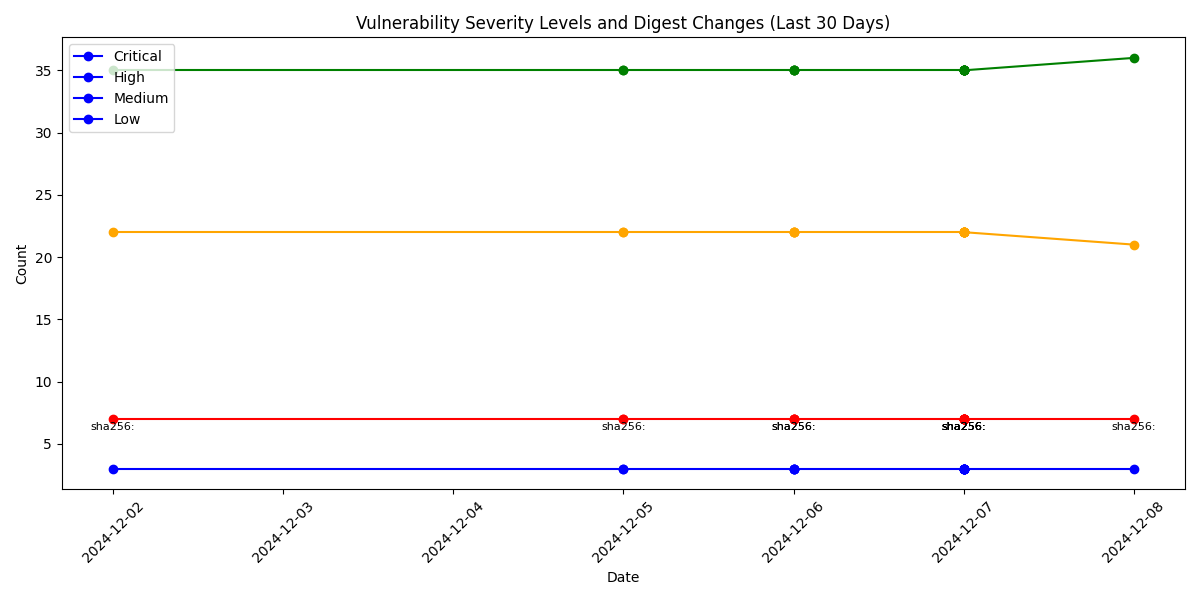 Vulnerability Severity Levels and Digest Changes (Last 30 Days)
Critical
High
Medium
Low
35
30
25
20
15
10
5
Count
sha256:
sha256:
sha256:
sha256:
sha256:
2024-12-02
2024-12-03
2024-12-04
2024-12-05
2024-12-06
2024-12-07
2024-12-08
Date